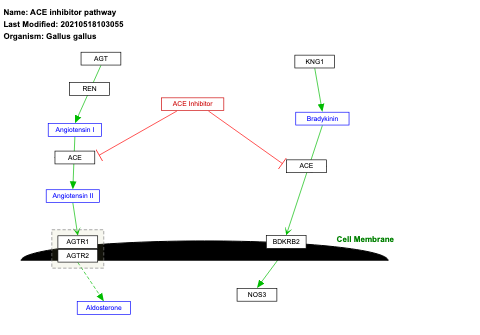 Name: ACE inhibitor pathway
Last Modified: 20210518103055
Organism: Gallus gallus
AGT
KNG1
REN
ACE Inhibitor
Bradykinin
Angiotensin I
ACE
ACE
Angiotensin II
AGTR1
BDKRB2
Cell Membrane
AGTR2
NOS3
Aldosterone